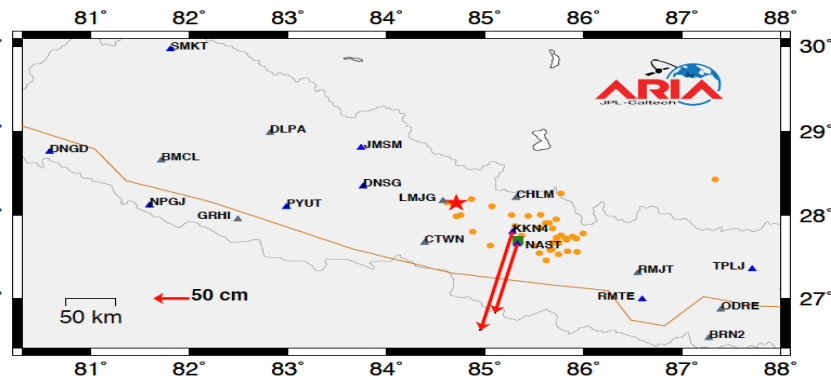 81° 82° 83° 84° 85° 86° 87° 88°
SMKT
30°
ARIA
JPL-Caltech
DLPA
29°
JMSM
DNGD
BMCL
DNSG
LMJG
CHLM
NPGJ
PYUT
GRHI
28°
KKN4
NAST
CTWN
RMJT
TPLJ
50 cm
RMTE
27°
ODRE
50 km
BRN2
81° 82° 83° 84° 85° 86° 87° 88°